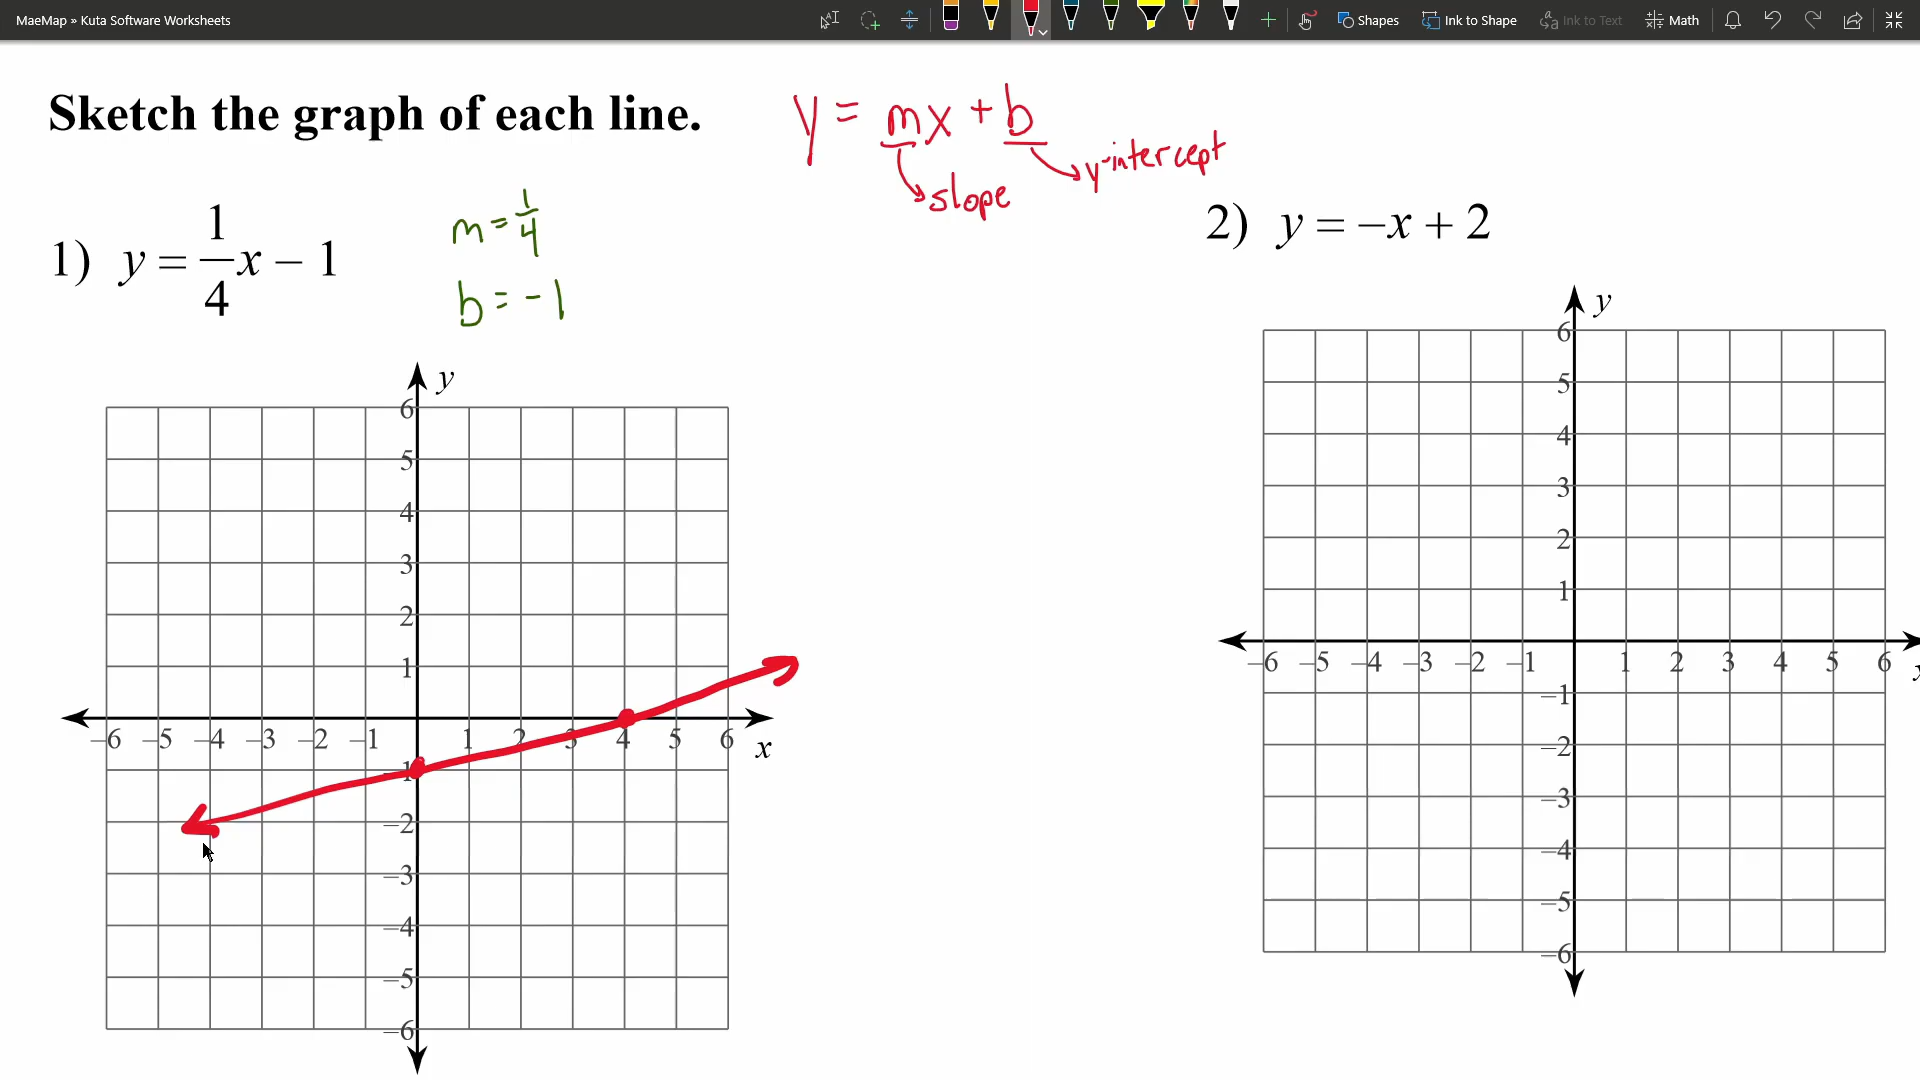 MaeMap » Kuta Software Worksheets
Shapes Ink to Shape Ink to Text Math
Sketch the graph of each line.
y = mx + b
slope
y-intercept
1) y = 1/4 x − 1
m = 1/4
b = -1
y
6
5
4
3
2
1
−6 −5 −4 −3 −2 −1 1 2 3 4 5 6 x
−1
−2
−3
−4
−5
−6
2) y = −x + 2
y
6
5
4
3
2
1
−6 −5 −4 −3 −2 −1 1 2 3 4 5 6 x
−1
−2
−3
−4
−5
−6